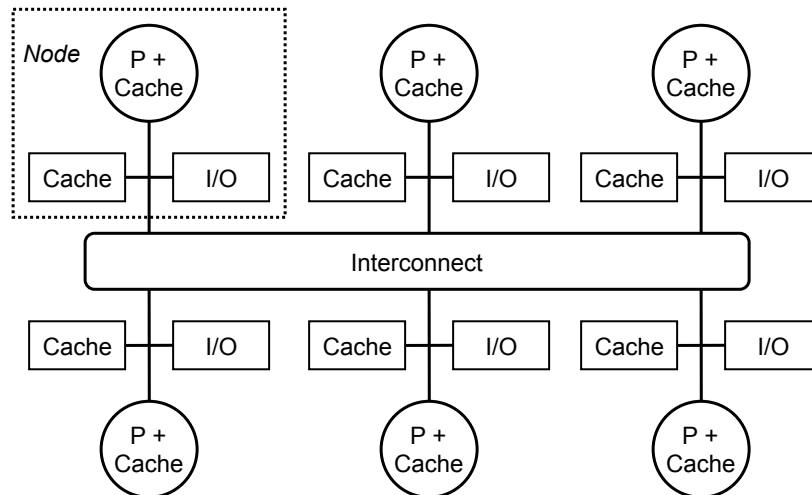 Node
P +
Cache
P +
Cache
P +
Cache
Cache
I/O
Cache
I/O
Cache
I/O
Interconnect
Cache
I/O
Cache
I/O
Cache
I/O
P +
Cache
P +
Cache
P +
Cache